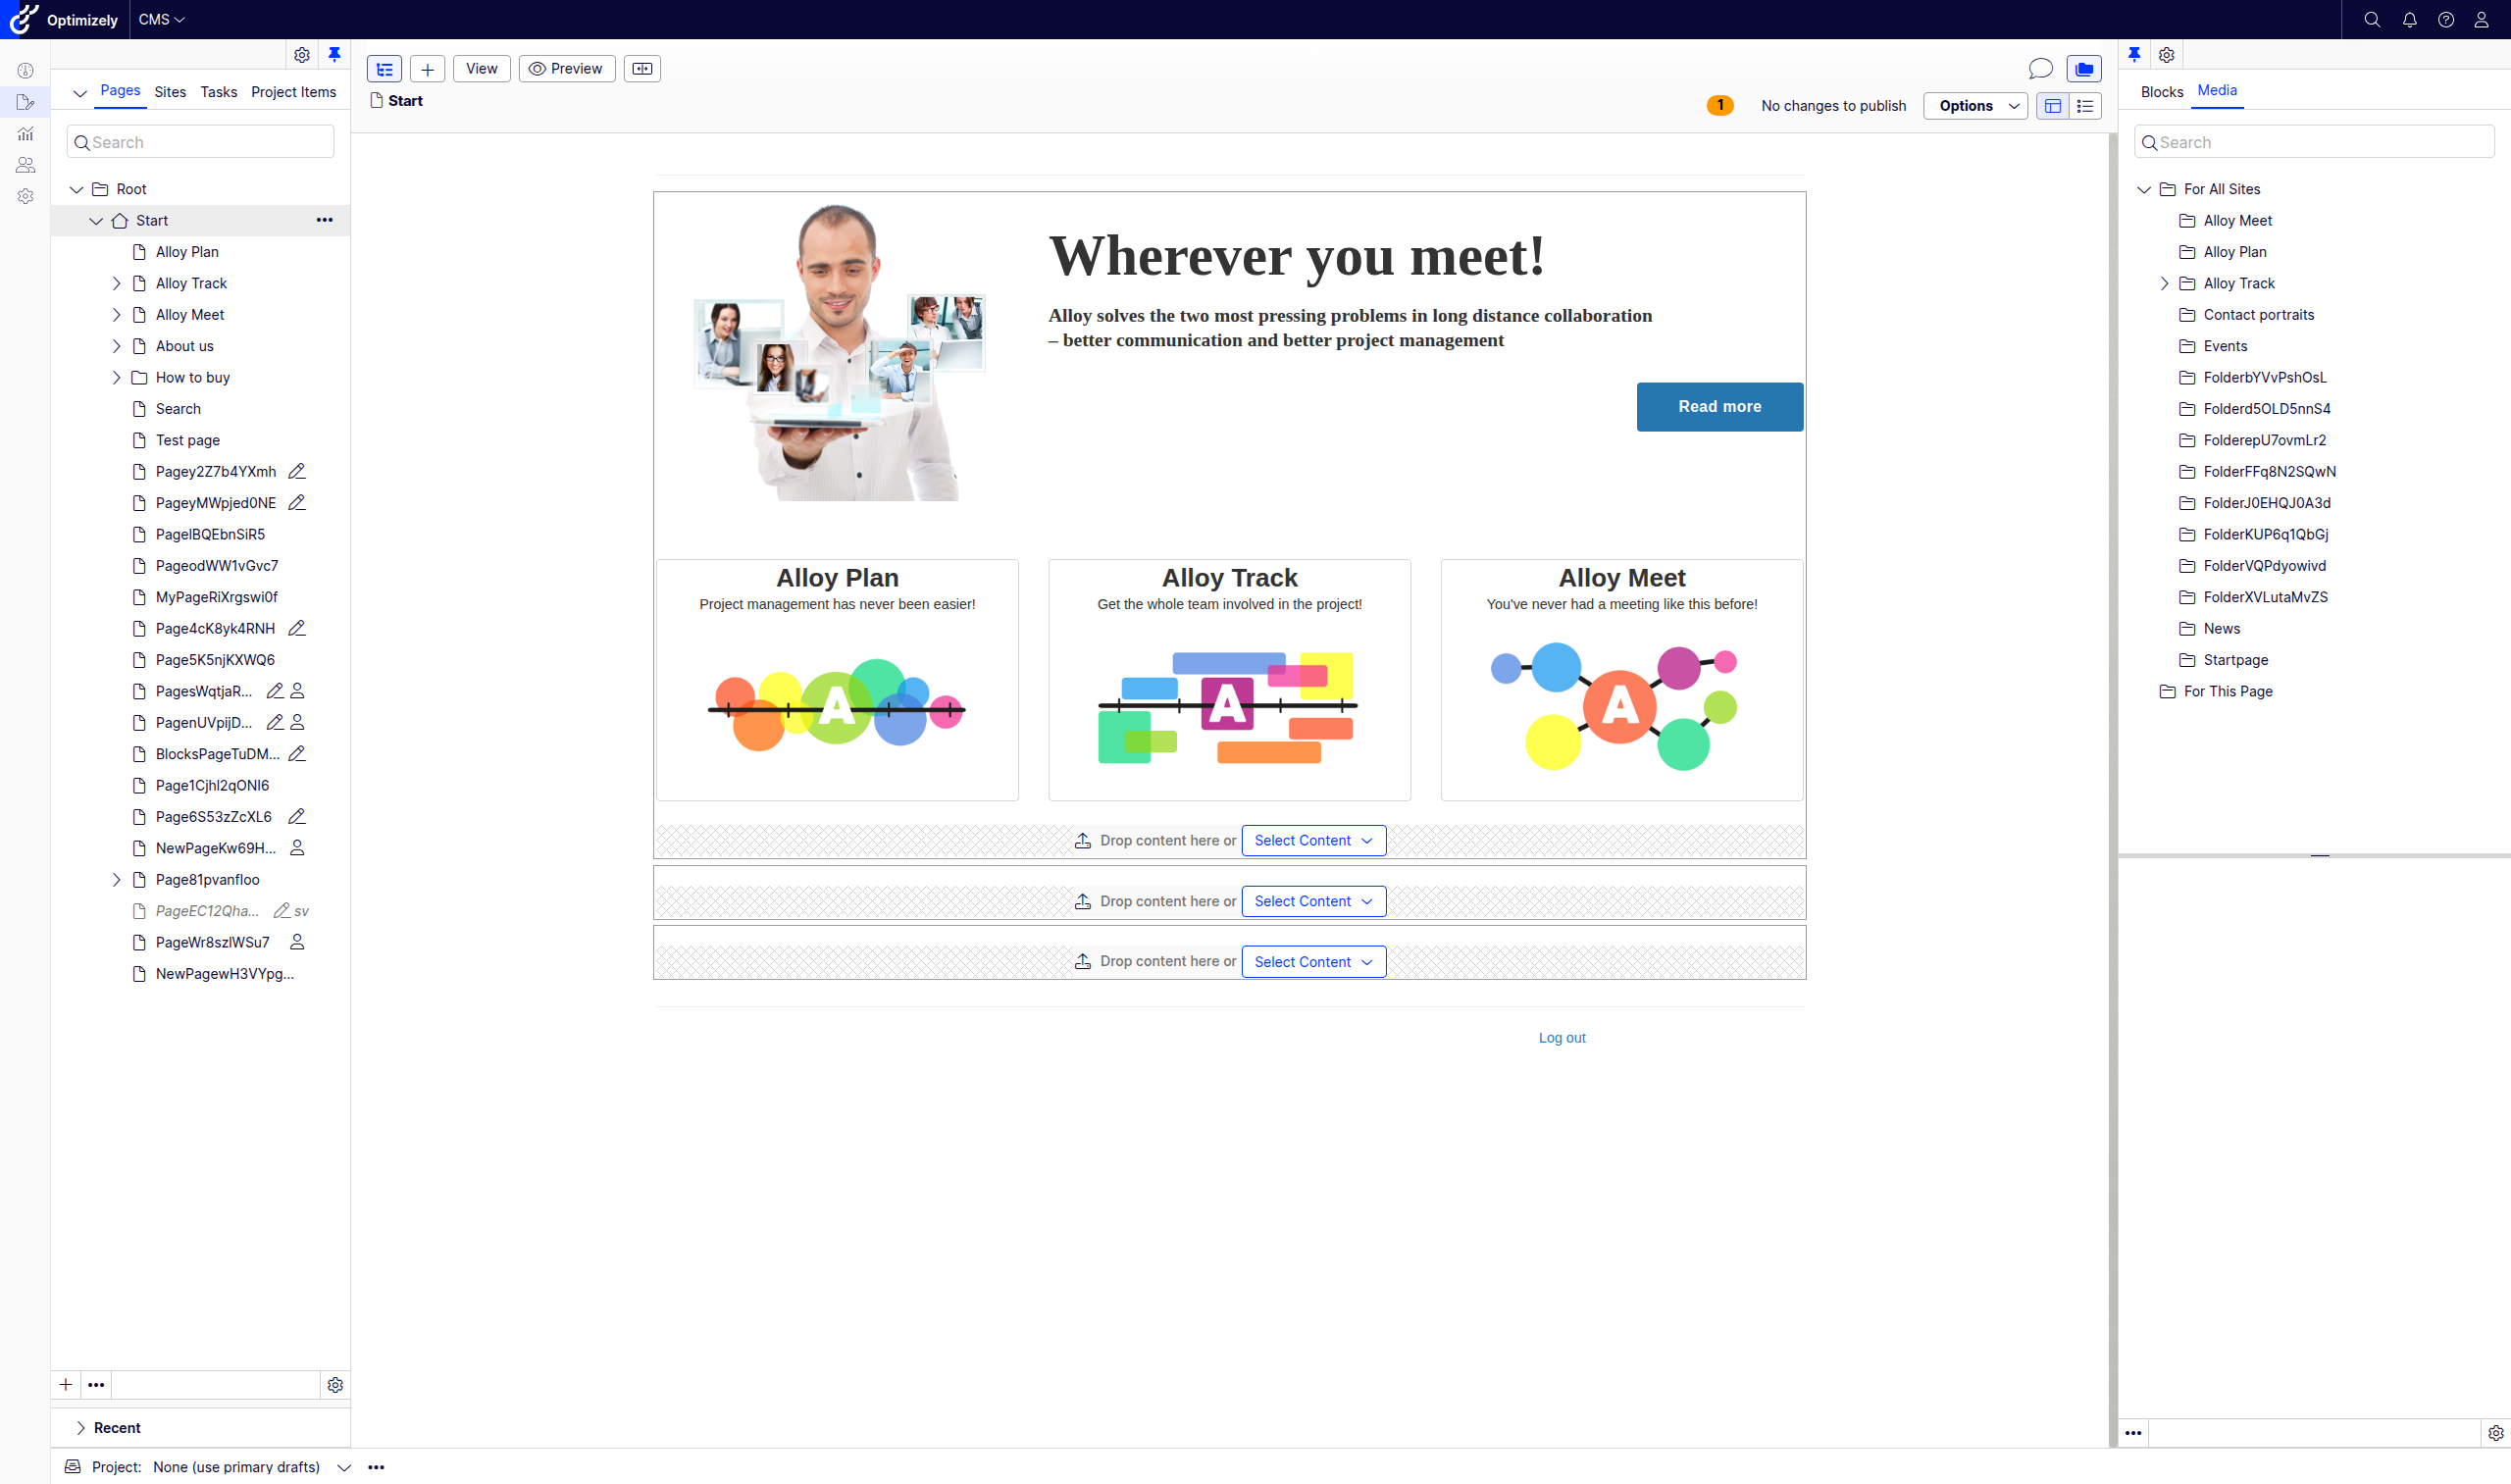 Optimizely CMS
Pages Sites Tasks Project Items
Search
Root
Start
Alloy Plan
Alloy Track
Alloy Meet
About us
How to buy
Search
Test page
Pagey2Z7b4YXmh
PageyMWpjed0NE
PagelBQEbnSiR5
PageodWW1vGvc7
MyPageRiXrgswi0f
Page4cK8yk4RNH
Page5K5njKXWQ6
PagesWqtjaR...
PagenUVpijD...
BlocksPageTuDM...
Page1Cjhl2qONI6
Page6S53zZcXL6
NewPageKw69H...
Page81pvanfloo
PageEC12Qha... sv
PageWr8szlWSu7
NewPagewH3VYpg...
Recent
Project: None (use primary drafts)
View Preview
Start
1 No changes to publish Options
Wherever you meet!
Alloy solves the two most pressing problems in long distance collaboration
– better communication and better project management
Read more
Alloy Plan
Project management has never been easier!
A
Alloy Track
Get the whole team involved in the project!
A
Alloy Meet
You've never had a meeting like this before!
A
Drop content here or Select Content
Drop content here or Select Content
Drop content here or Select Content
Log out
Blocks Media
Search
For All Sites
Alloy Meet
Alloy Plan
Alloy Track
Contact portraits
Events
FolderbYVvPshOsL
Folderd5OLD5nnS4
FolderepU7ovmLr2
FolderFFq8N2SQwN
FolderJ0EHQJ0A3d
FolderKUP6q1QbGj
FolderVQPdyowivd
FolderXVLutaMvZS
News
Startpage
For This Page